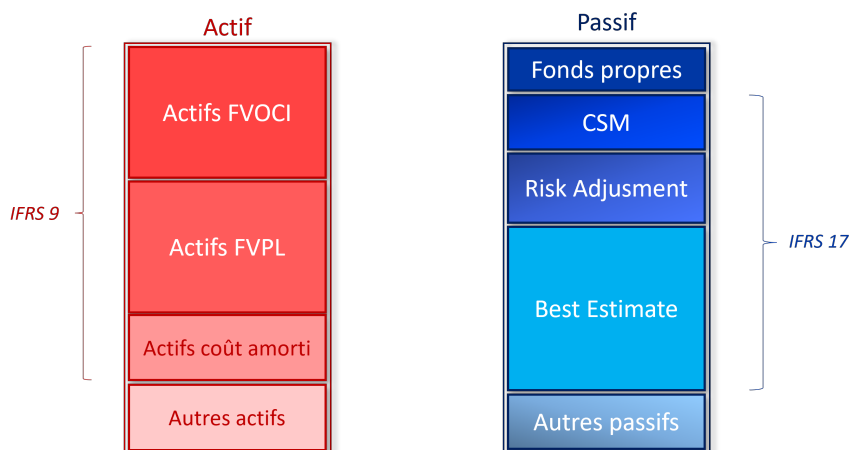 Actif
Actifs FVOCI
Actifs FVPL
Actifs coût amorti
Autres actifs
IFRS 9
Passif
Fonds propres
CSM
Risk Adjusment
Best Estimate
Autres passifs
IFRS 17